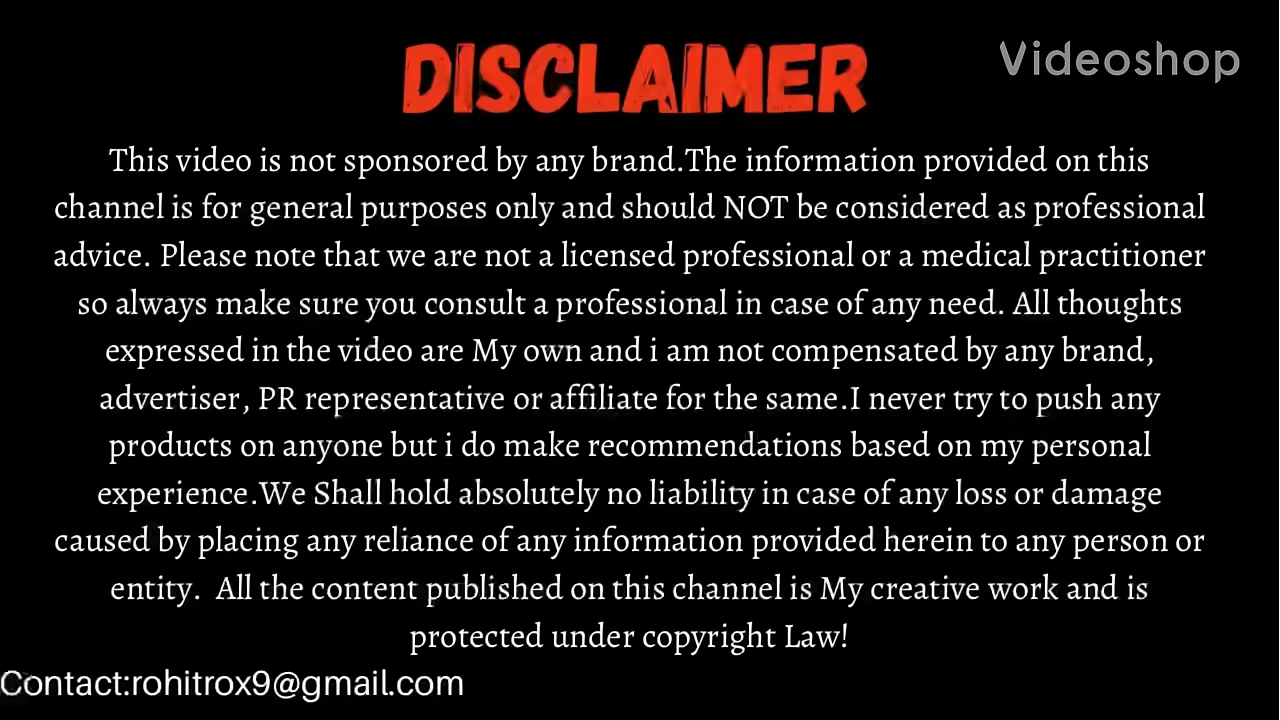 DISCLAIMER
Videoshop
This video is not sponsored by any brand.The information provided on this
channel is for general purposes only and should NOT be considered as professional
advice. Please note that we are not a licensed professional or a medical practitioner
so always make sure you consult a professional in case of any need. All thoughts
expressed in the video are My own and i am not compensated by any brand,
advertiser, PR representative or affiliate for the same.I never try to push any
products on anyone but i do make recommendations based on my personal
experience.We Shall hold absolutely no liability in case of any loss or damage
caused by placing any reliance of any information provided herein to any person or
entity.  All the content published on this channel is My creative work and is
protected under copyright Law!
Contact:rohitrox9@gmail.com